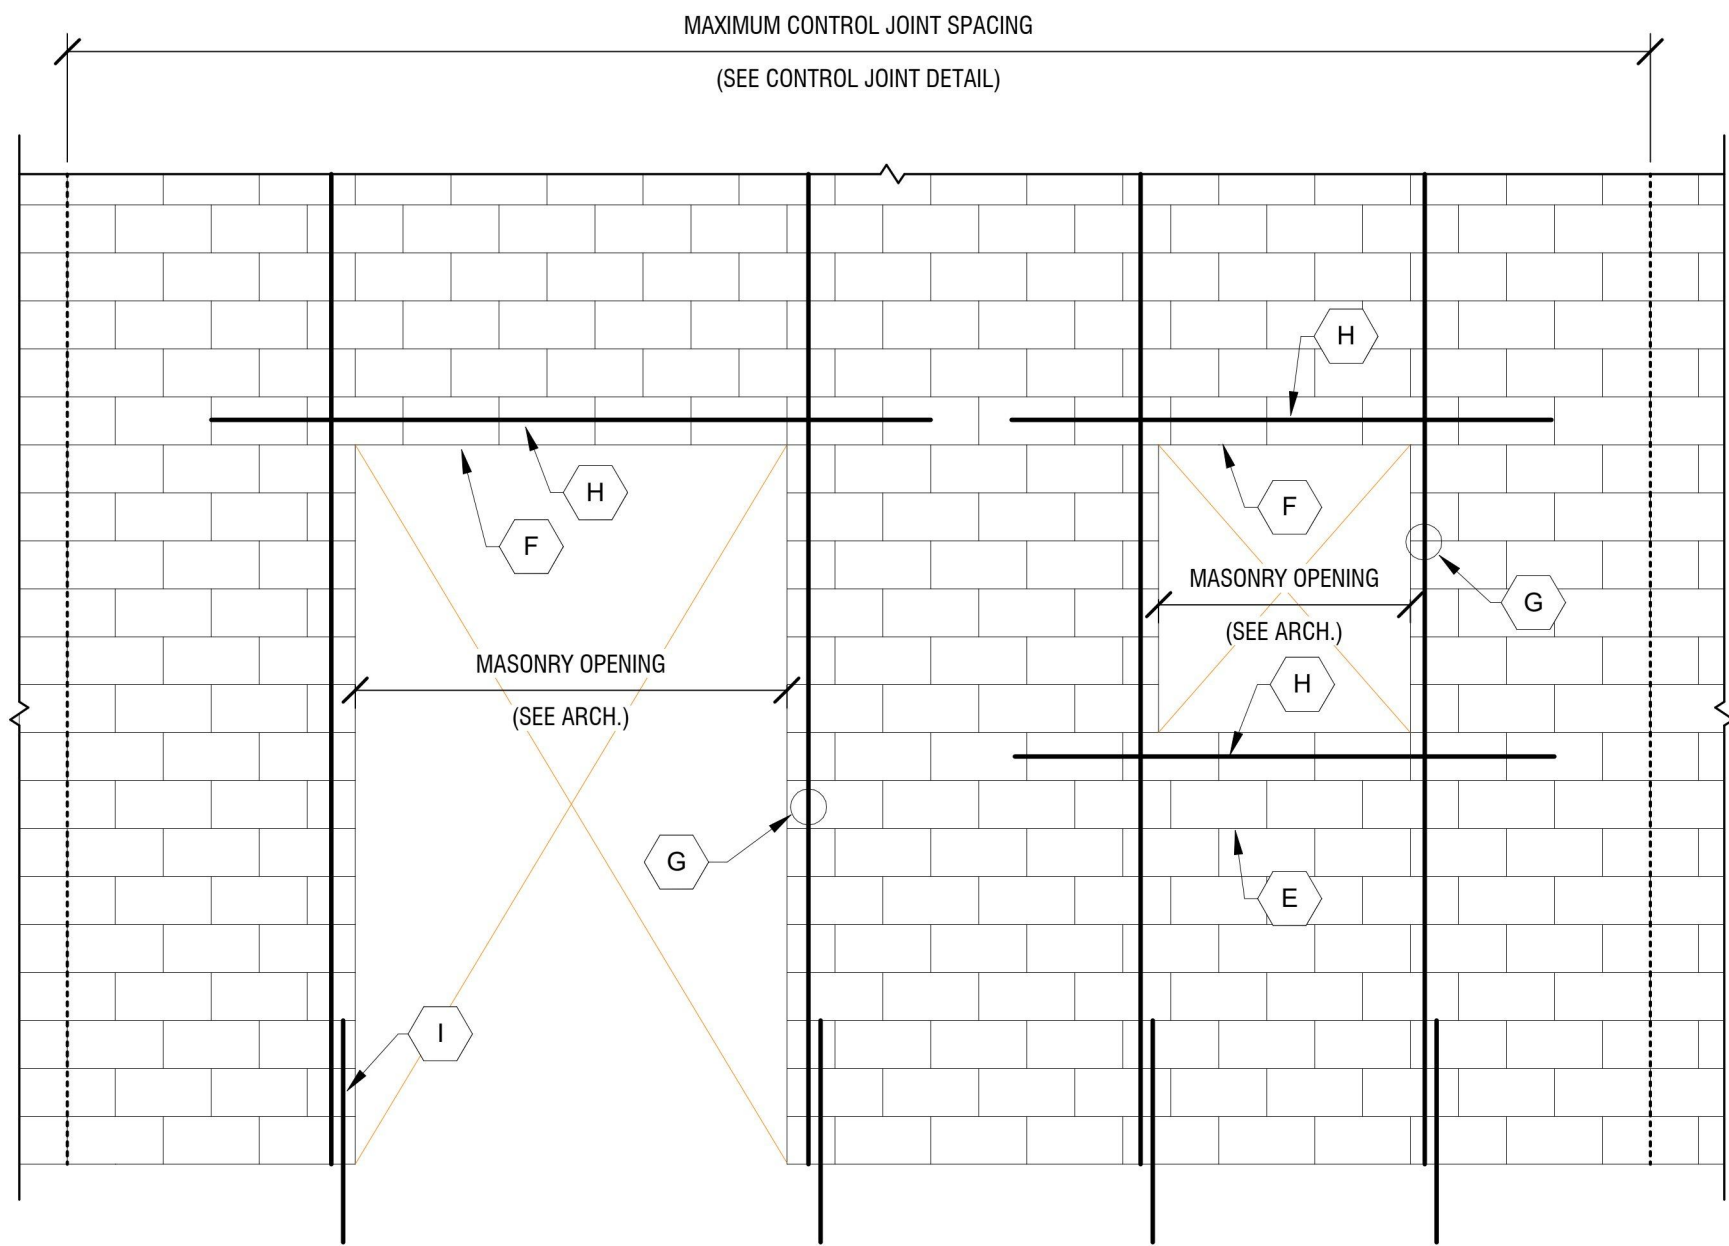 MAXIMUM CONTROL JOINT SPACING
(SEE CONTROL JOINT DETAIL)
H
H
F
F
MASONRY OPENING
(SEE ARCH.)
G
MASONRY OPENING
(SEE ARCH.)
H
G
E
I